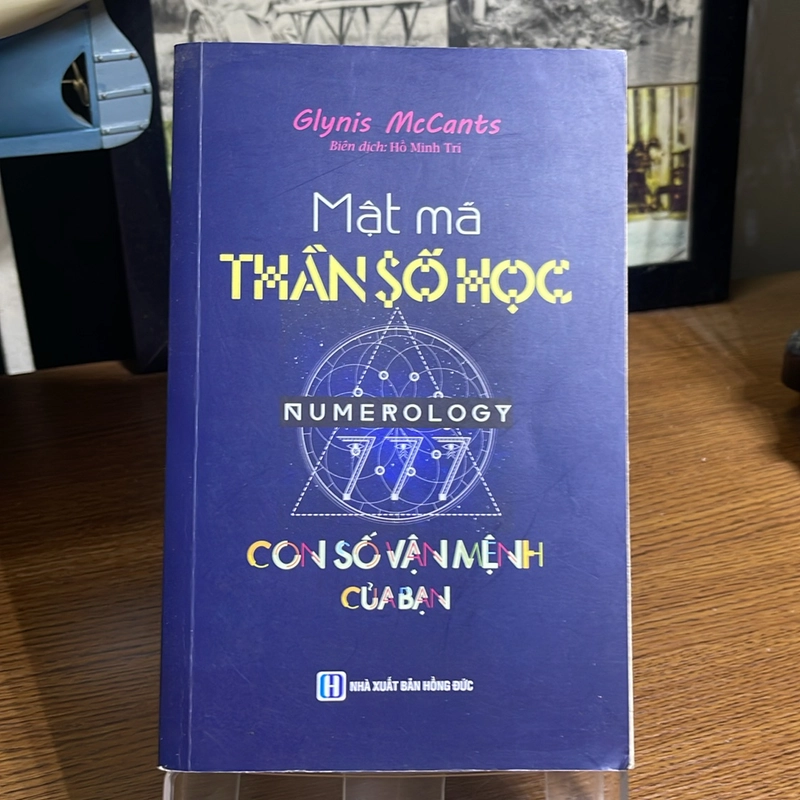 Glynis McCants
Biên dịch: Hồ Minh Trí
Mật mã
THẦN SỐ HỌC
NUMEROLOGY
777
CON SỐ VẬN MỆNH
CỦA BẠN
H NHÀ XUẤT BẢN HỒNG ĐỨC